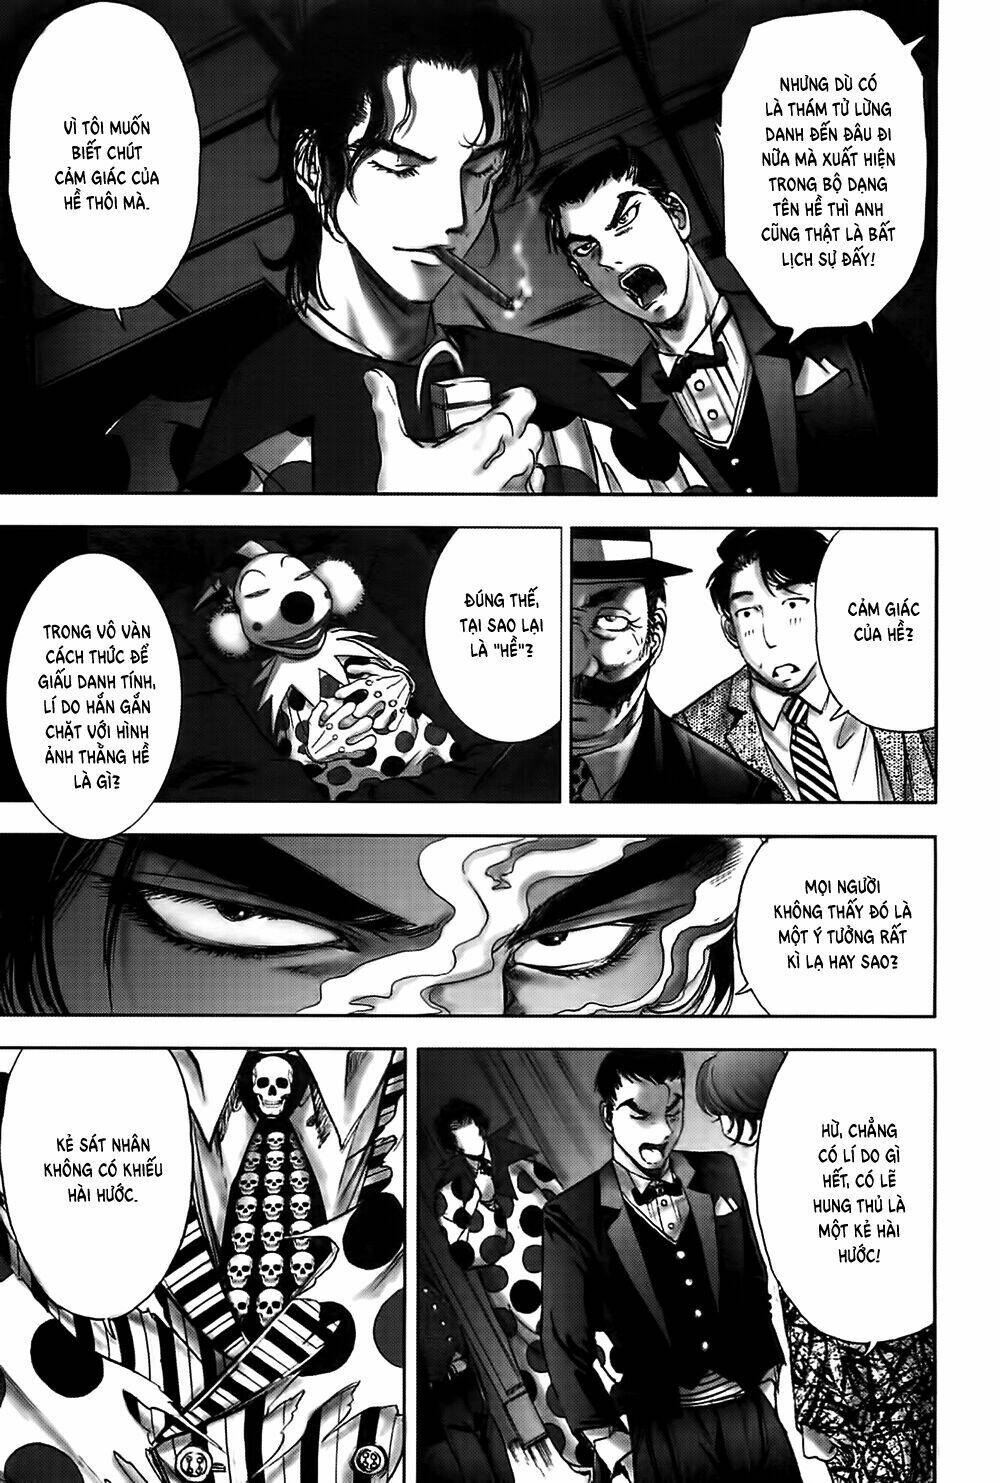 NHƯNG DÙ CÓ
LÀ THÁM TỬ LỪNG
DANH ĐẾN ĐÂU ĐI
NỮA MÀ XUẤT HIỆN
TRONG BỘ DẠNG
TÊN HỀ THÌ ANH
CŨNG THẬT LÀ BẤT
LỊCH SỰ ĐẤY!
VÌ TÔI MUỐN
BIẾT CHÚT
CẢM GIÁC CỦA
HỀ THÔI MÀ.
CẢM GIÁC
CỦA HỀ?
ĐÚNG THẾ,
TẠI SAO LẠI
LÀ "HỀ"?
TRONG VÔ VÀN
CÁCH THỨC ĐỂ
GIẤU DANH TÍNH,
LÍ DO HẮN GẮN
CHẶT VỚI HÌNH
ẢNH THẰNG HỀ
LÀ GÌ?
MỌI NGƯỜI
KHÔNG THẤY ĐÓ LÀ
MỘT Ý TƯỞNG RẤT
KÌ LẠ HAY SAO?
HỪ, CHẲNG
CÓ LÍ DO GÌ
HẾT, CÓ LẼ
HUNG THỦ LÀ
MỘT KẺ HÀI
HƯỚC!
KẺ SÁT NHÂN
KHÔNG CÓ KHIẾU
HÀI HƯỚC.